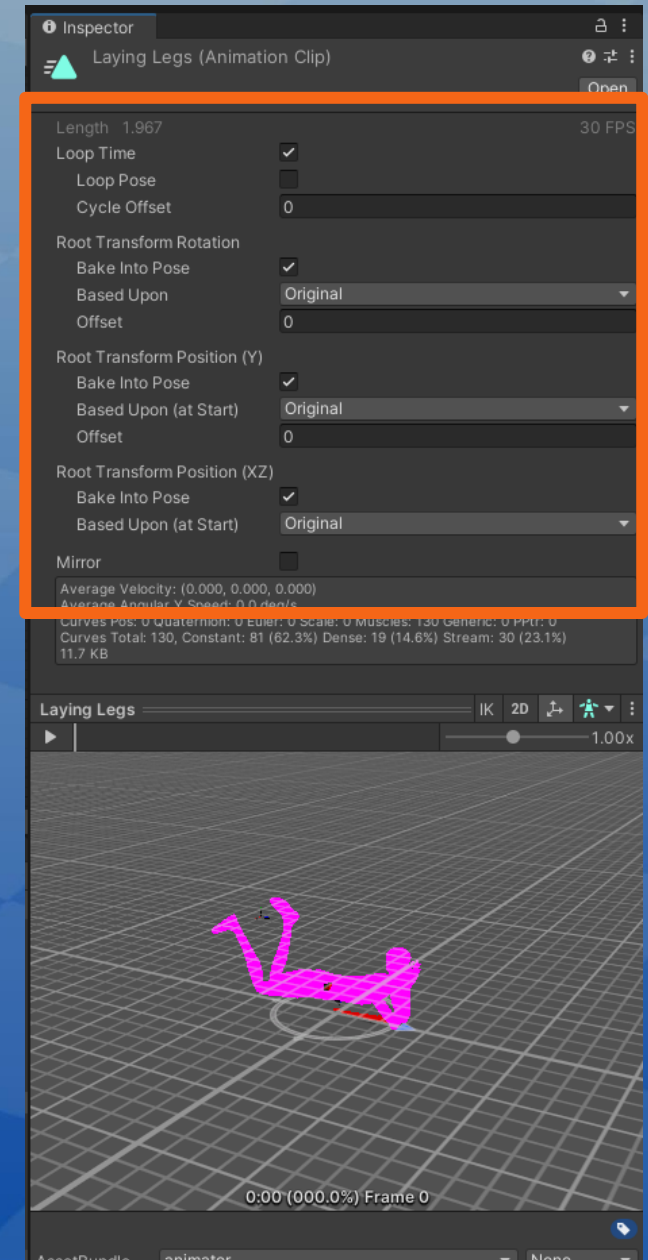 Inspector
Laying Legs (Animation Clip)
Open
Length 1.967 30 FPS
Loop Time
Loop Pose
Cycle Offset 0
Root Transform Rotation
Bake Into Pose
Based Upon Original
Offset 0
Root Transform Position (Y)
Bake Into Pose
Based Upon (at Start) Original
Offset 0
Root Transform Position (XZ)
Bake Into Pose
Based Upon (at Start) Original
Mirror
Average Velocity: (0.000, 0.000, 0.000)
Average Angular Y Speed: 0.0 deg/s
Curves Pos: 0 Quaternion: 0 Euler: 0 Scale: 0 Muscles: 130 Generic: 0 PPtr: 0
Curves Total: 130, Constant: 81 (62.3%) Dense: 19 (14.6%) Stream: 30 (23.1%)
11.7 KB
Laying Legs IK 2D
1.00x
0:00 (000.0%) Frame 0
AssetBundle animator None